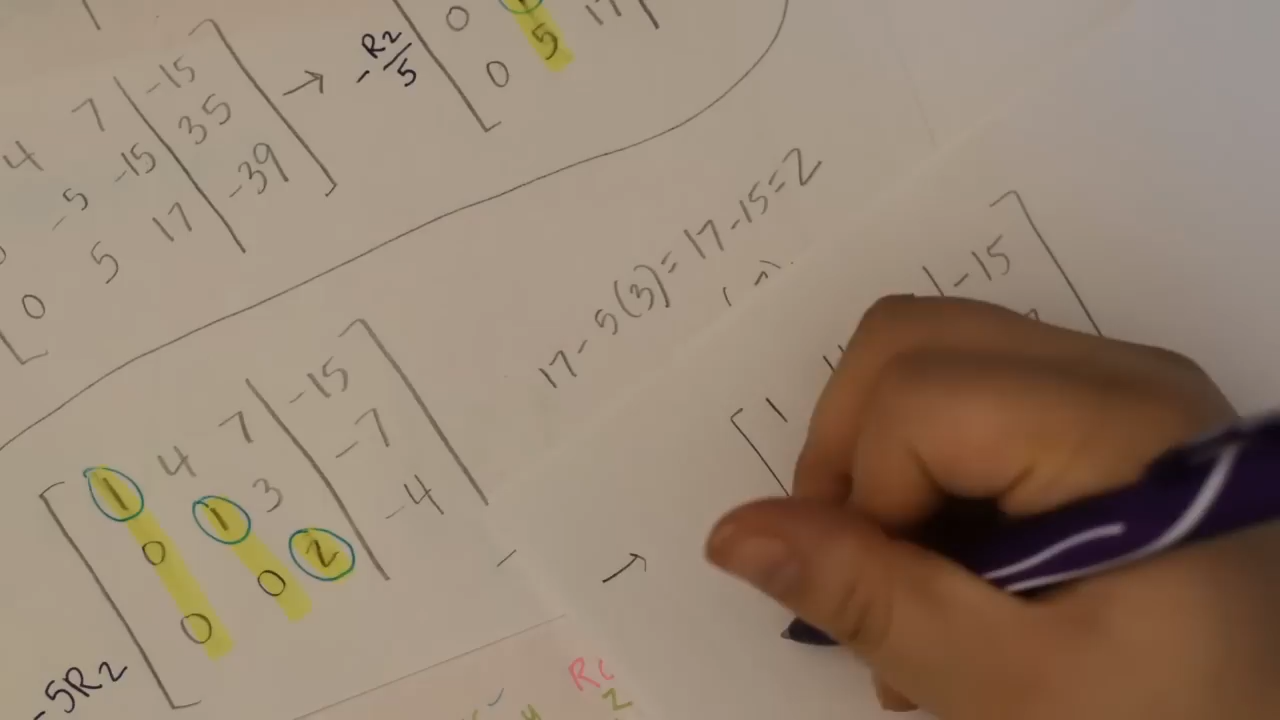 4 7 | -15
-5 -15 | 35
0 5 17 | -39
→ -R2/5
0
0 5 17
17-5(3)=17-15=2
1 4 7 | -15
0 1 3 | -7
0 0 2 | -4
-5R2
→
1 -15